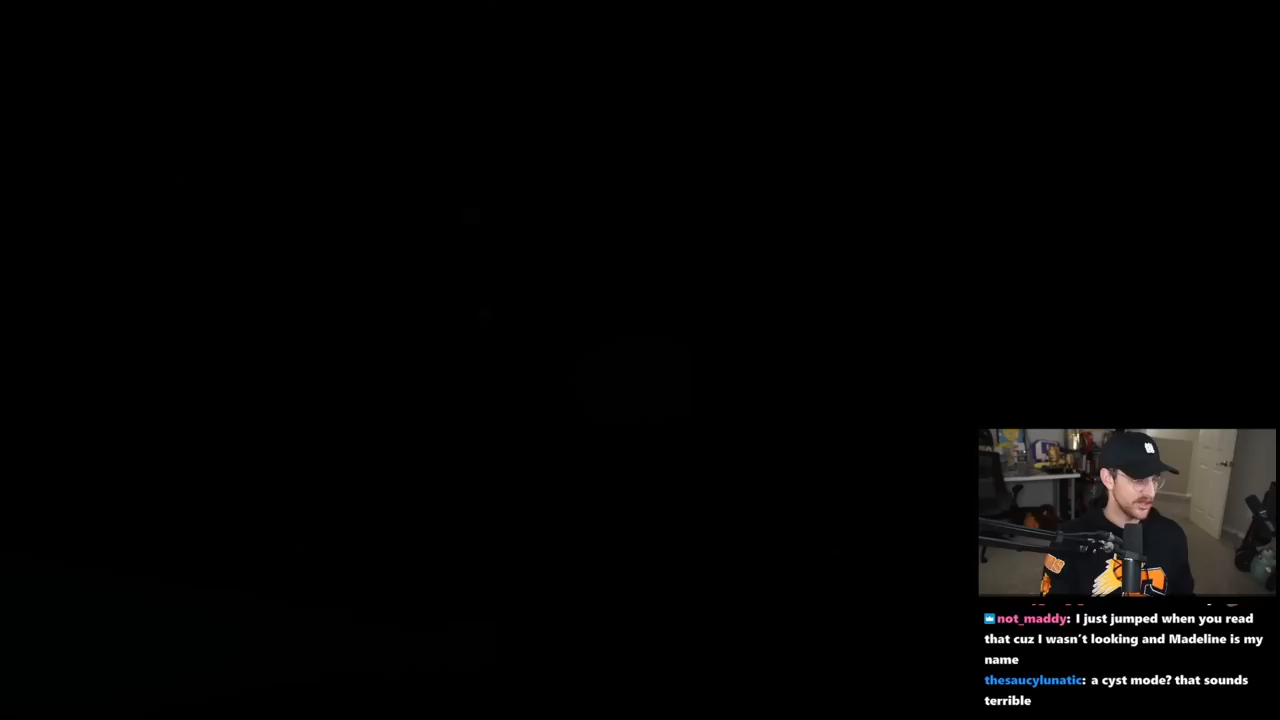 not_maddy: I just jumped when you read
that cuz I wasn't looking and Madeline is my
name
thesaucylunatic: a cyst mode? that sounds
terrible